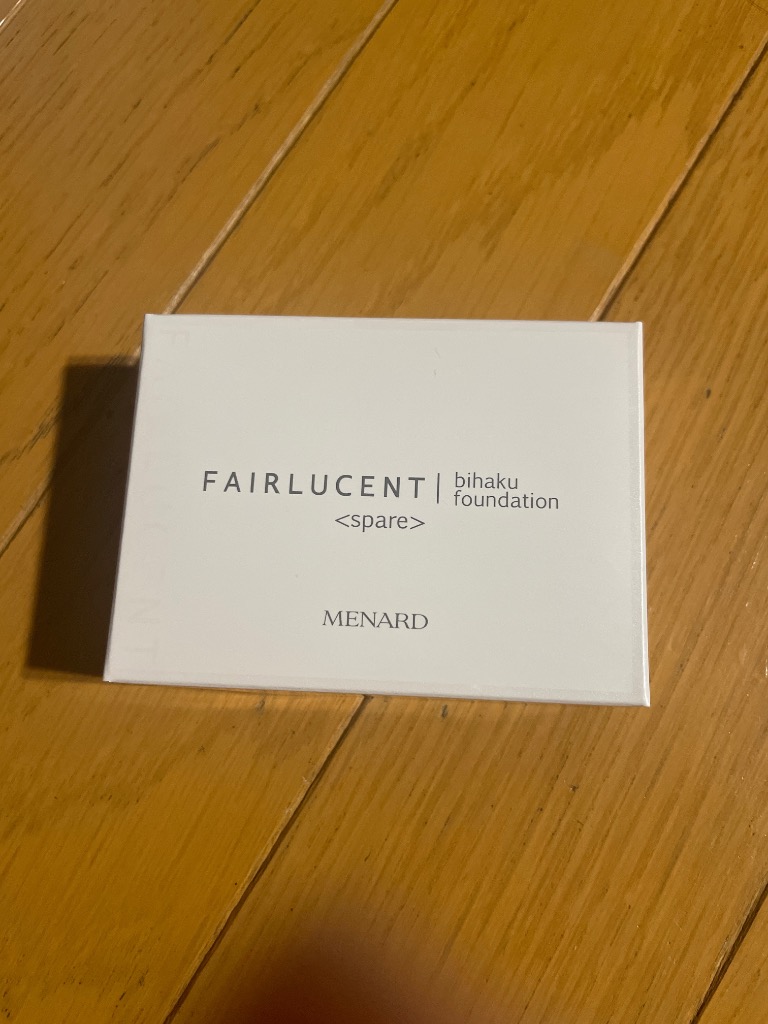 FAIRLUCENT | bihaku
foundation
<spare>
MENARD